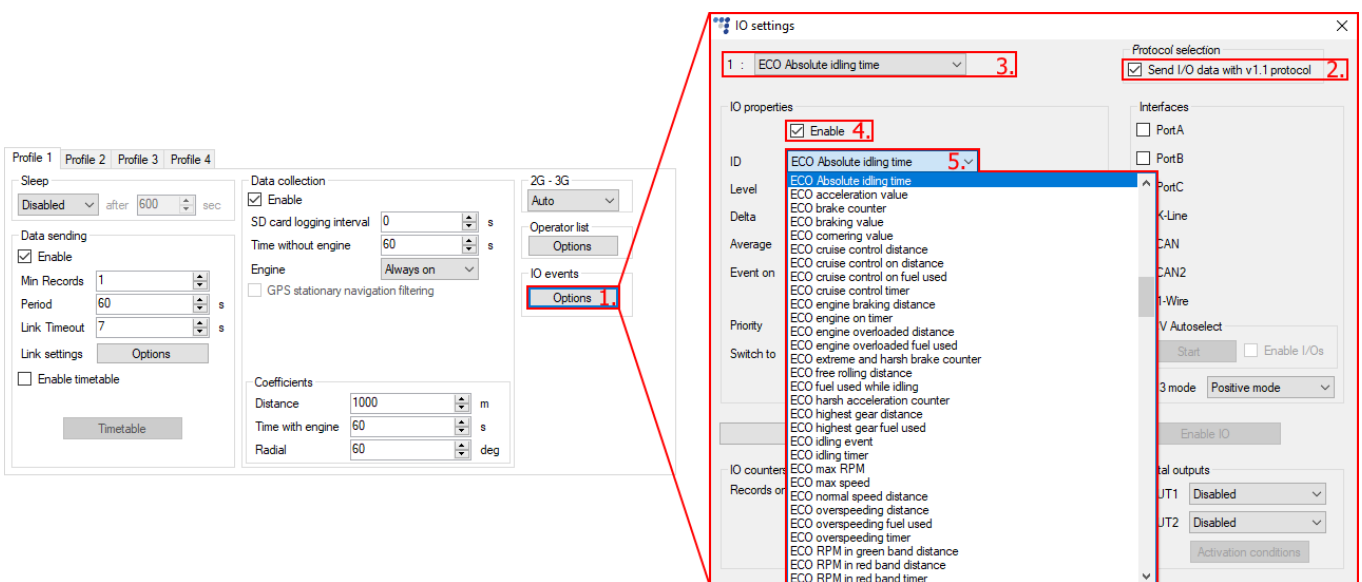 Profile 1 Profile 2 Profile 3 Profile 4
Sleep
Disabled after 600 sec
Data sending
Enable
Min Records 1
Period 60 s
Link Timeout 7 s
Link settings Options
Enable timetable
Timetable
Data collection
Enable
SD card logging interval 0 s
Time without engine 60 s
Engine Always on
GPS stationary navigation filtering
Coefficients
Distance 1000 m
Time with engine 60 s
Radial 60 deg
2G - 3G
Auto
Operator list
Options
IO events
Options 1.
IO settings
1 : ECO Absolute idling time 3.
Protocol selection
Send I/O data with v1.1 protocol 2.
IO properties
Enable 4.
ID ECO Absolute idling time 5.
Level
Delta
Average
Event on
Priority
Switch to
ECO Absolute idling time
ECO acceleration value
ECO brake counter
ECO braking value
ECO cornering value
ECO cruise control distance
ECO cruise control on distance
ECO cruise control on fuel used
ECO cruise control timer
ECO engine braking distance
ECO engine on timer
ECO engine overloaded distance
ECO engine overloaded fuel used
ECO extreme and harsh brake counter
ECO free rolling distance
ECO fuel used while idling
ECO harsh acceleration counter
ECO highest gear distance
ECO highest gear fuel used
ECO idling event
ECO idling timer
ECO max RPM
ECO max speed
ECO normal speed distance
ECO overspeeding distance
ECO overspeeding fuel used
ECO overspeeding timer
ECO RPM in green band distance
ECO RPM in red band distance
ECO RPM in red band timer
IO counters
Records on
Interfaces
PortA
PortB
PortC
K-Line
CAN
CAN2
1-Wire
V Autoselect
Start Enable I/Os
3 mode Positive mode
Enable IO
tal outputs
UT1 Disabled
UT2 Disabled
Activation conditions